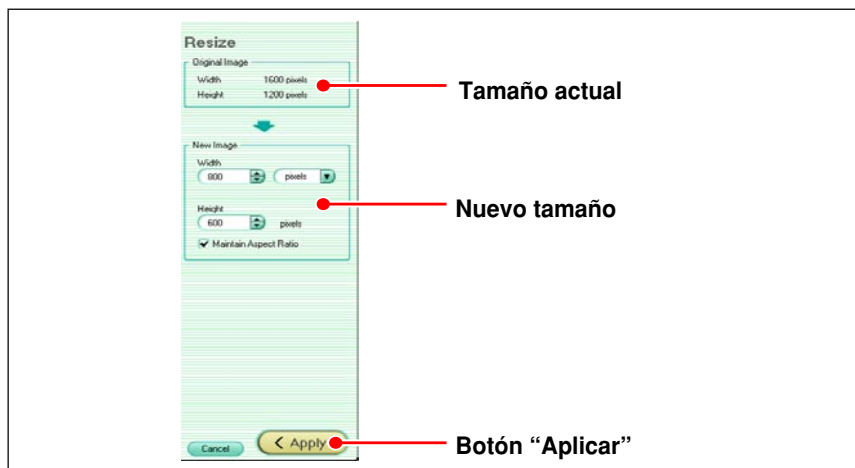 Resize
Original Image
Width 1600 pixels
Height 1200 pixels
Tamaño actual
New Image
Width
800 pixels
Height
600 pixels
Maintain Aspect Ratio
Nuevo tamaño
Cancel
< Apply
Botón “Aplicar”